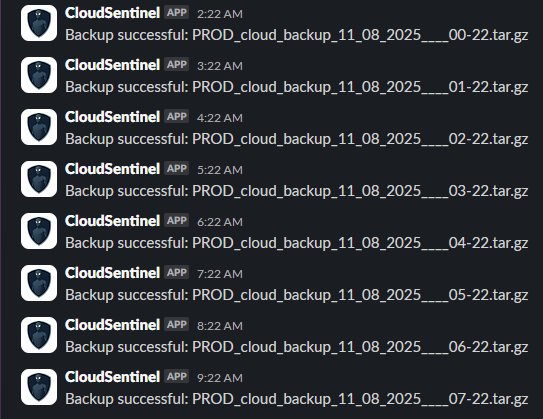 CloudSentinel APP 2:22 AM
Backup successful: PROD_cloud_backup_11_08_2025____00-22.tar.gz
CloudSentinel APP 3:22 AM
Backup successful: PROD_cloud_backup_11_08_2025____01-22.tar.gz
CloudSentinel APP 4:22 AM
Backup successful: PROD_cloud_backup_11_08_2025____02-22.tar.gz
CloudSentinel APP 5:22 AM
Backup successful: PROD_cloud_backup_11_08_2025____03-22.tar.gz
CloudSentinel APP 6:22 AM
Backup successful: PROD_cloud_backup_11_08_2025____04-22.tar.gz
CloudSentinel APP 7:22 AM
Backup successful: PROD_cloud_backup_11_08_2025____05-22.tar.gz
CloudSentinel APP 8:22 AM
Backup successful: PROD_cloud_backup_11_08_2025____06-22.tar.gz
CloudSentinel APP 9:22 AM
Backup successful: PROD_cloud_backup_11_08_2025____07-22.tar.gz